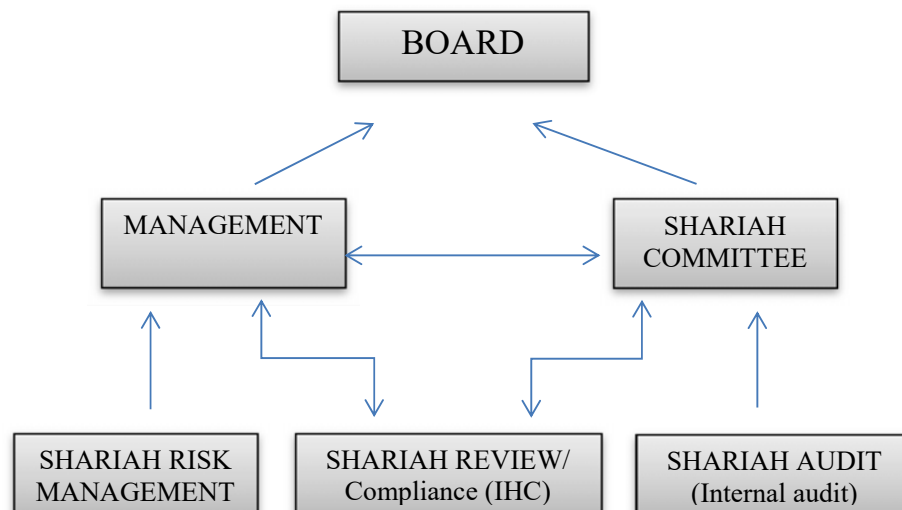 BOARD
MANAGEMENT
SHARIAH
COMMITTEE
SHARIAH RISK
MANAGEMENT
SHARIAH REVIEW/
Compliance (IHC)
SHARIAH AUDIT
(Internal audit)